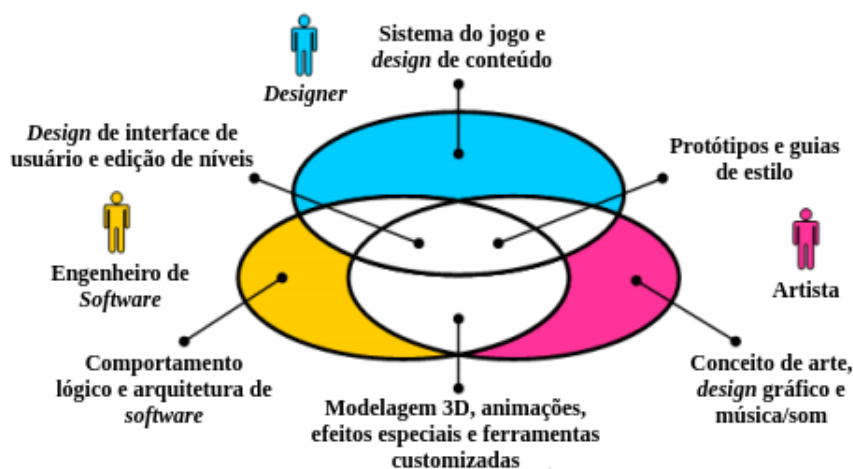 Sistema do jogo e
design de conteúdo
Designer
Design de interface de
usuário e edição de níveis
Protótipos e guias
de estilo
Engenheiro de
Software
Artista
Comportamento
lógico e arquitetura de
software
Modelagem 3D, animações,
efeitos especiais e ferramentas
customizadas
Conceito de arte,
design gráfico e
música/som